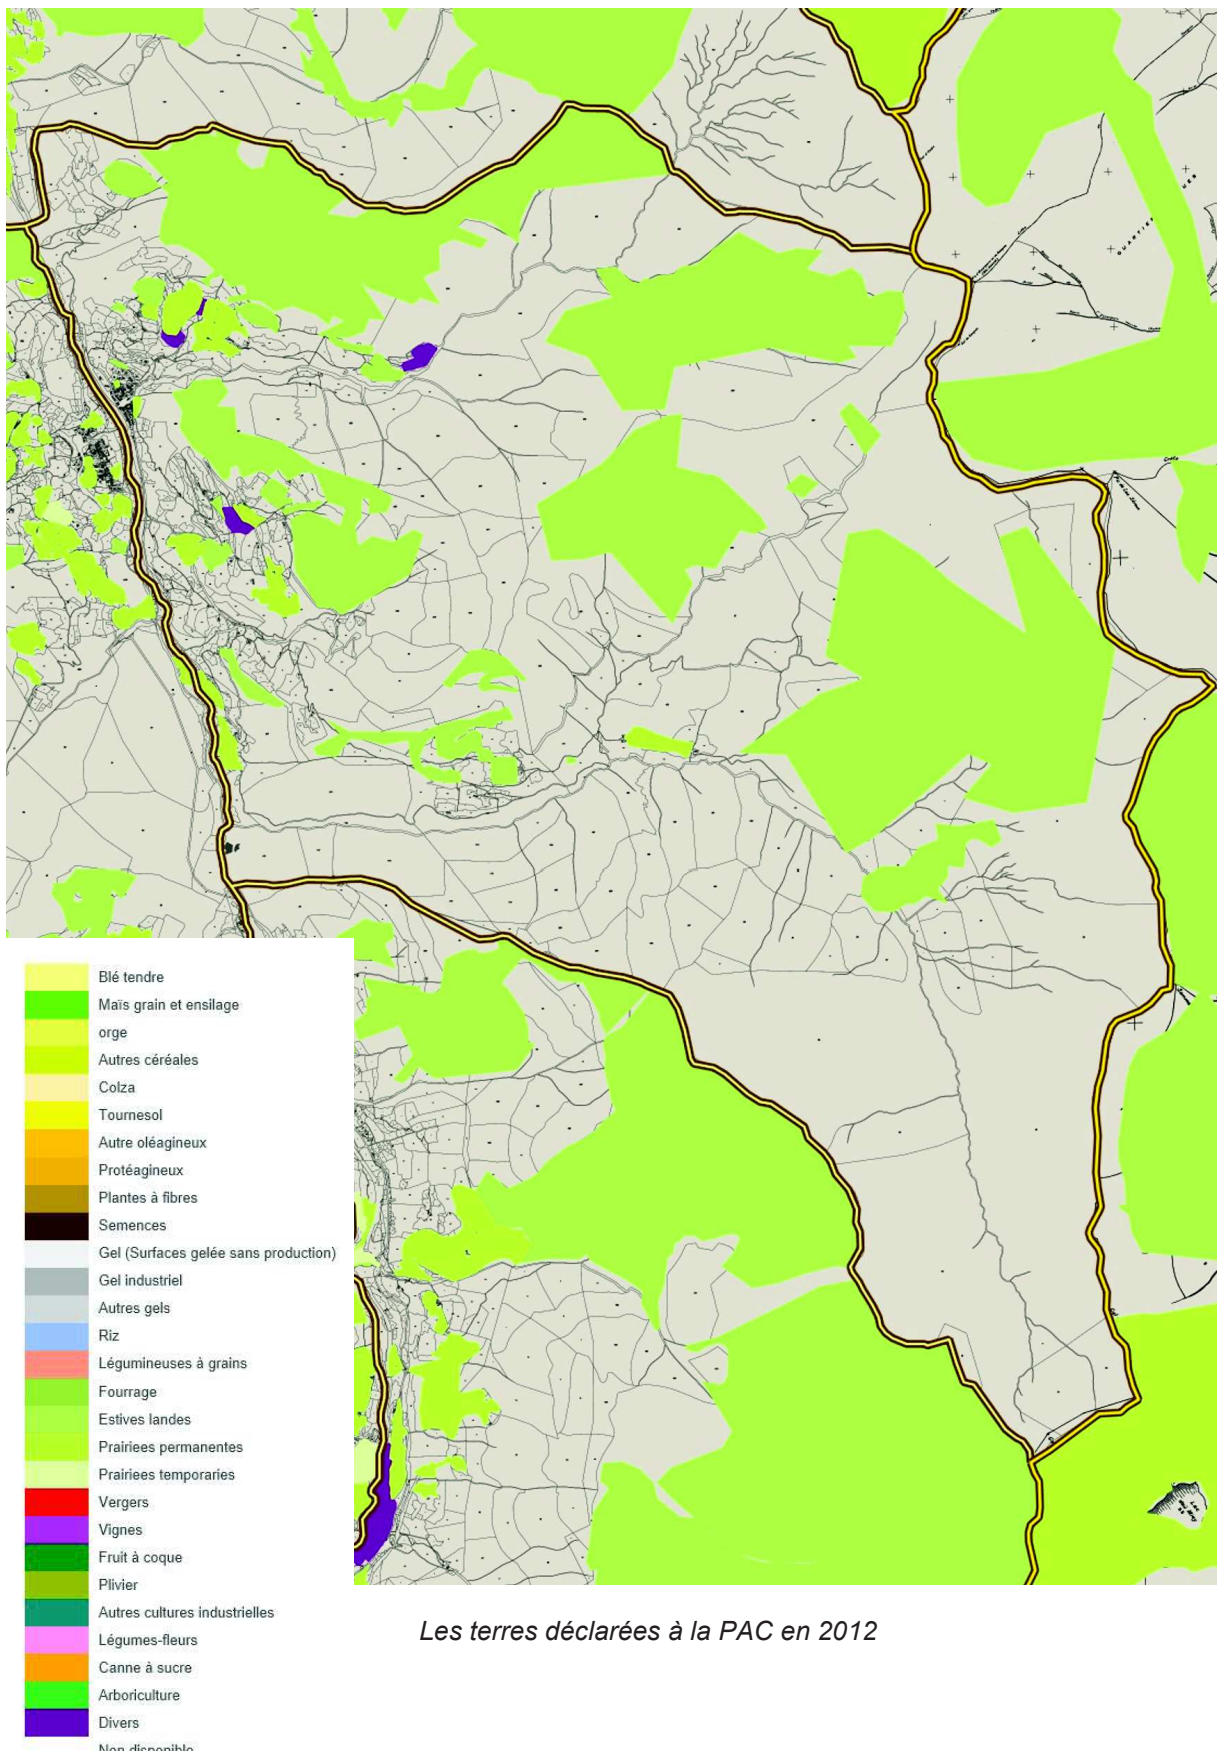 QUARTIER
Blé tendre
Maïs grain et ensilage
orge
Autres céréales
Colza
Tournesol
Autre oléagineux
Protéagineux
Plantes à fibres
Semences
Gel (Surfaces gelée sans production)
Gel industriel
Autres gels
Riz
Légumineuses à grains
Fourrage
Estives landes
Prairiees permanentes
Prairiees temporaries
Vergers
Vignes
Fruit à coque
Plivier
Autres cultures industrielles
Légumes-fleurs
Canne à sucre
Arboriculture
Divers
Non disponible
Les terres déclarées à la PAC en 2012